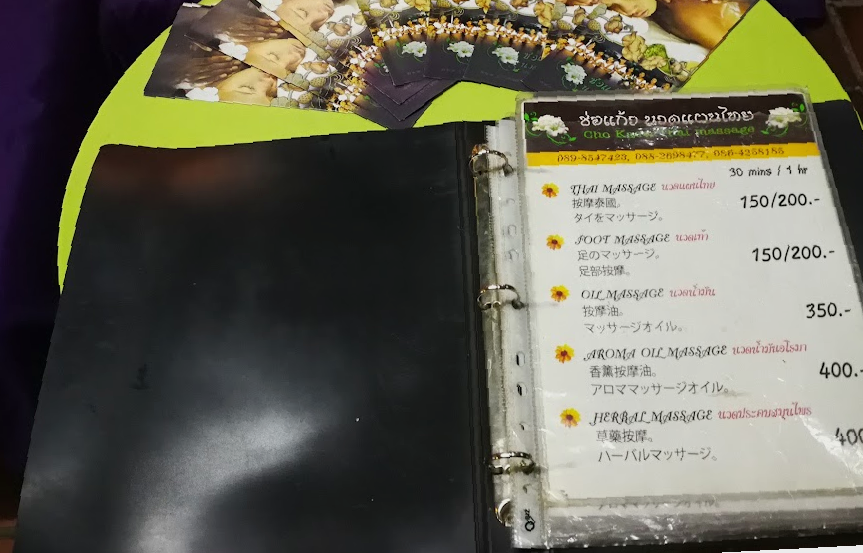 ช่อแก้ว นวดแผนไทย
Cho Kaew Thai massage
089-8547423, 088-2698477, 086-4258185
30 mins / 1 hr
THAI MASSAGE นวดแผนไทย
按摩泰國。
タイをマッサージ。
150/200.-
FOOT MASSAGE นวดเท้า
足のマッサージ。
足部按摩。
150/200.-
OIL MASSAGE นวดน้ำมัน
按摩油。
マッサージオイル。
350.-
AROMA OIL MASSAGE นวดน้ำมันอโรมา
香薰按摩油。
アロママッサージオイル。
400.-
HERBAL MASSAGE นวดประคบสมุนไพร
草藥按摩。
ハーバルマッサージ。
400